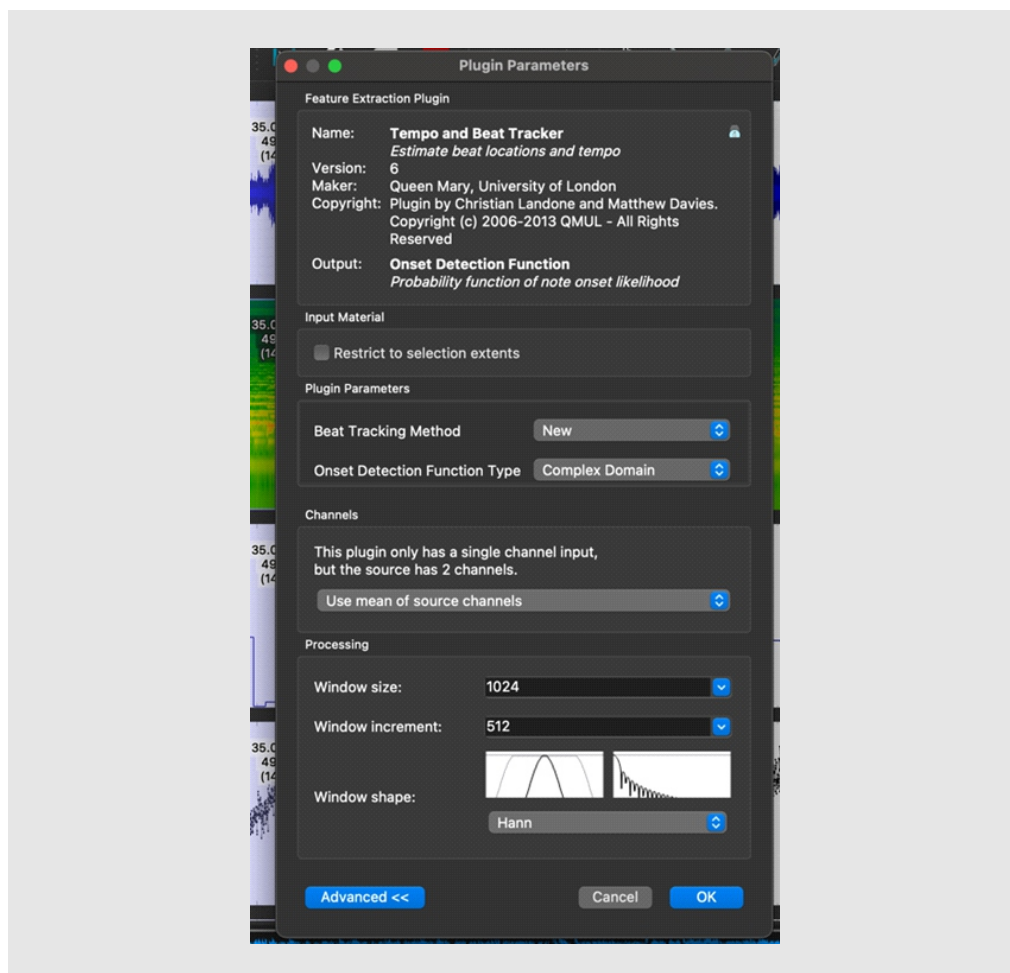 Plugin Parameters
Feature Extraction Plugin
Name: Tempo and Beat Tracker
Estimate beat locations and tempo
Version: 6
Maker: Queen Mary, University of London
Copyright: Plugin by Christian Landone and Matthew Davies.
Copyright (c) 2006-2013 QMUL - All Rights
Reserved
Output: Onset Detection Function
Probability function of note onset likelihood
Input Material
Restrict to selection extents
Plugin Parameters
Beat Tracking Method New
Onset Detection Function Type Complex Domain
Channels
This plugin only has a single channel input,
but the source has 2 channels.
Use mean of source channels
Processing
Window size: 1024
Window increment: 512
Window shape:
Hann
Advanced << Cancel OK